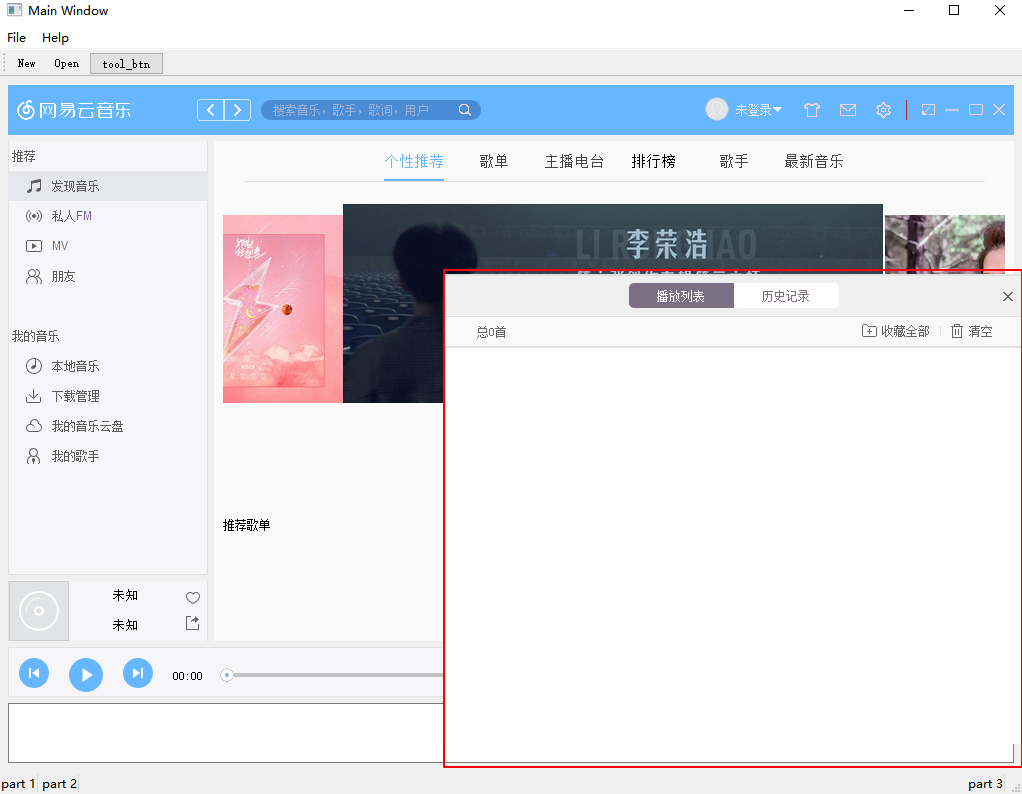 Main Window
File Help
New Open tool_btn
网易云音乐 搜索音乐，歌手，歌词，用户 未登录
推荐
发现音乐
私人FM
MV
朋友
我的音乐
本地音乐
下载管理
我的音乐云盘
我的歌手
个性推荐 歌单 主播电台 排行榜 歌手 最新音乐
李荣浩
播放列表 历史记录
总0首 收藏全部 清空
推荐歌单
未知
未知
00:00
part 1 part 2 part 3